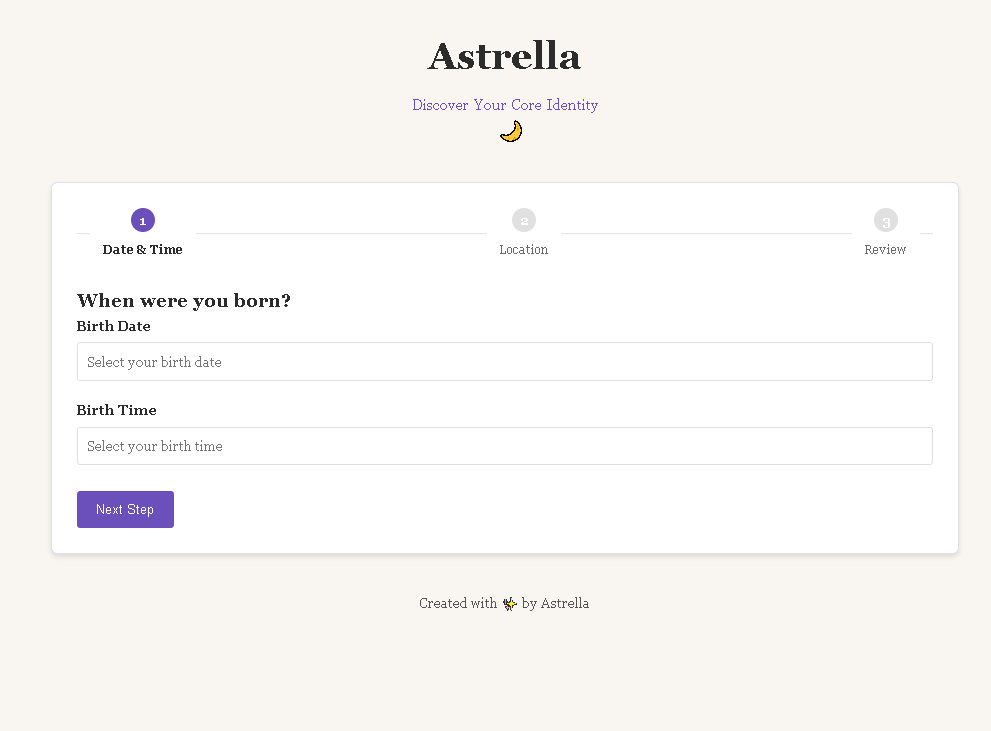 Astrella
Discover Your Core Identity
1 2 3
Date & Time Location Review
When were you born?
Birth Date
Select your birth date
Birth Time
Select your birth time
Next Step
Created with ✨ by Astrella